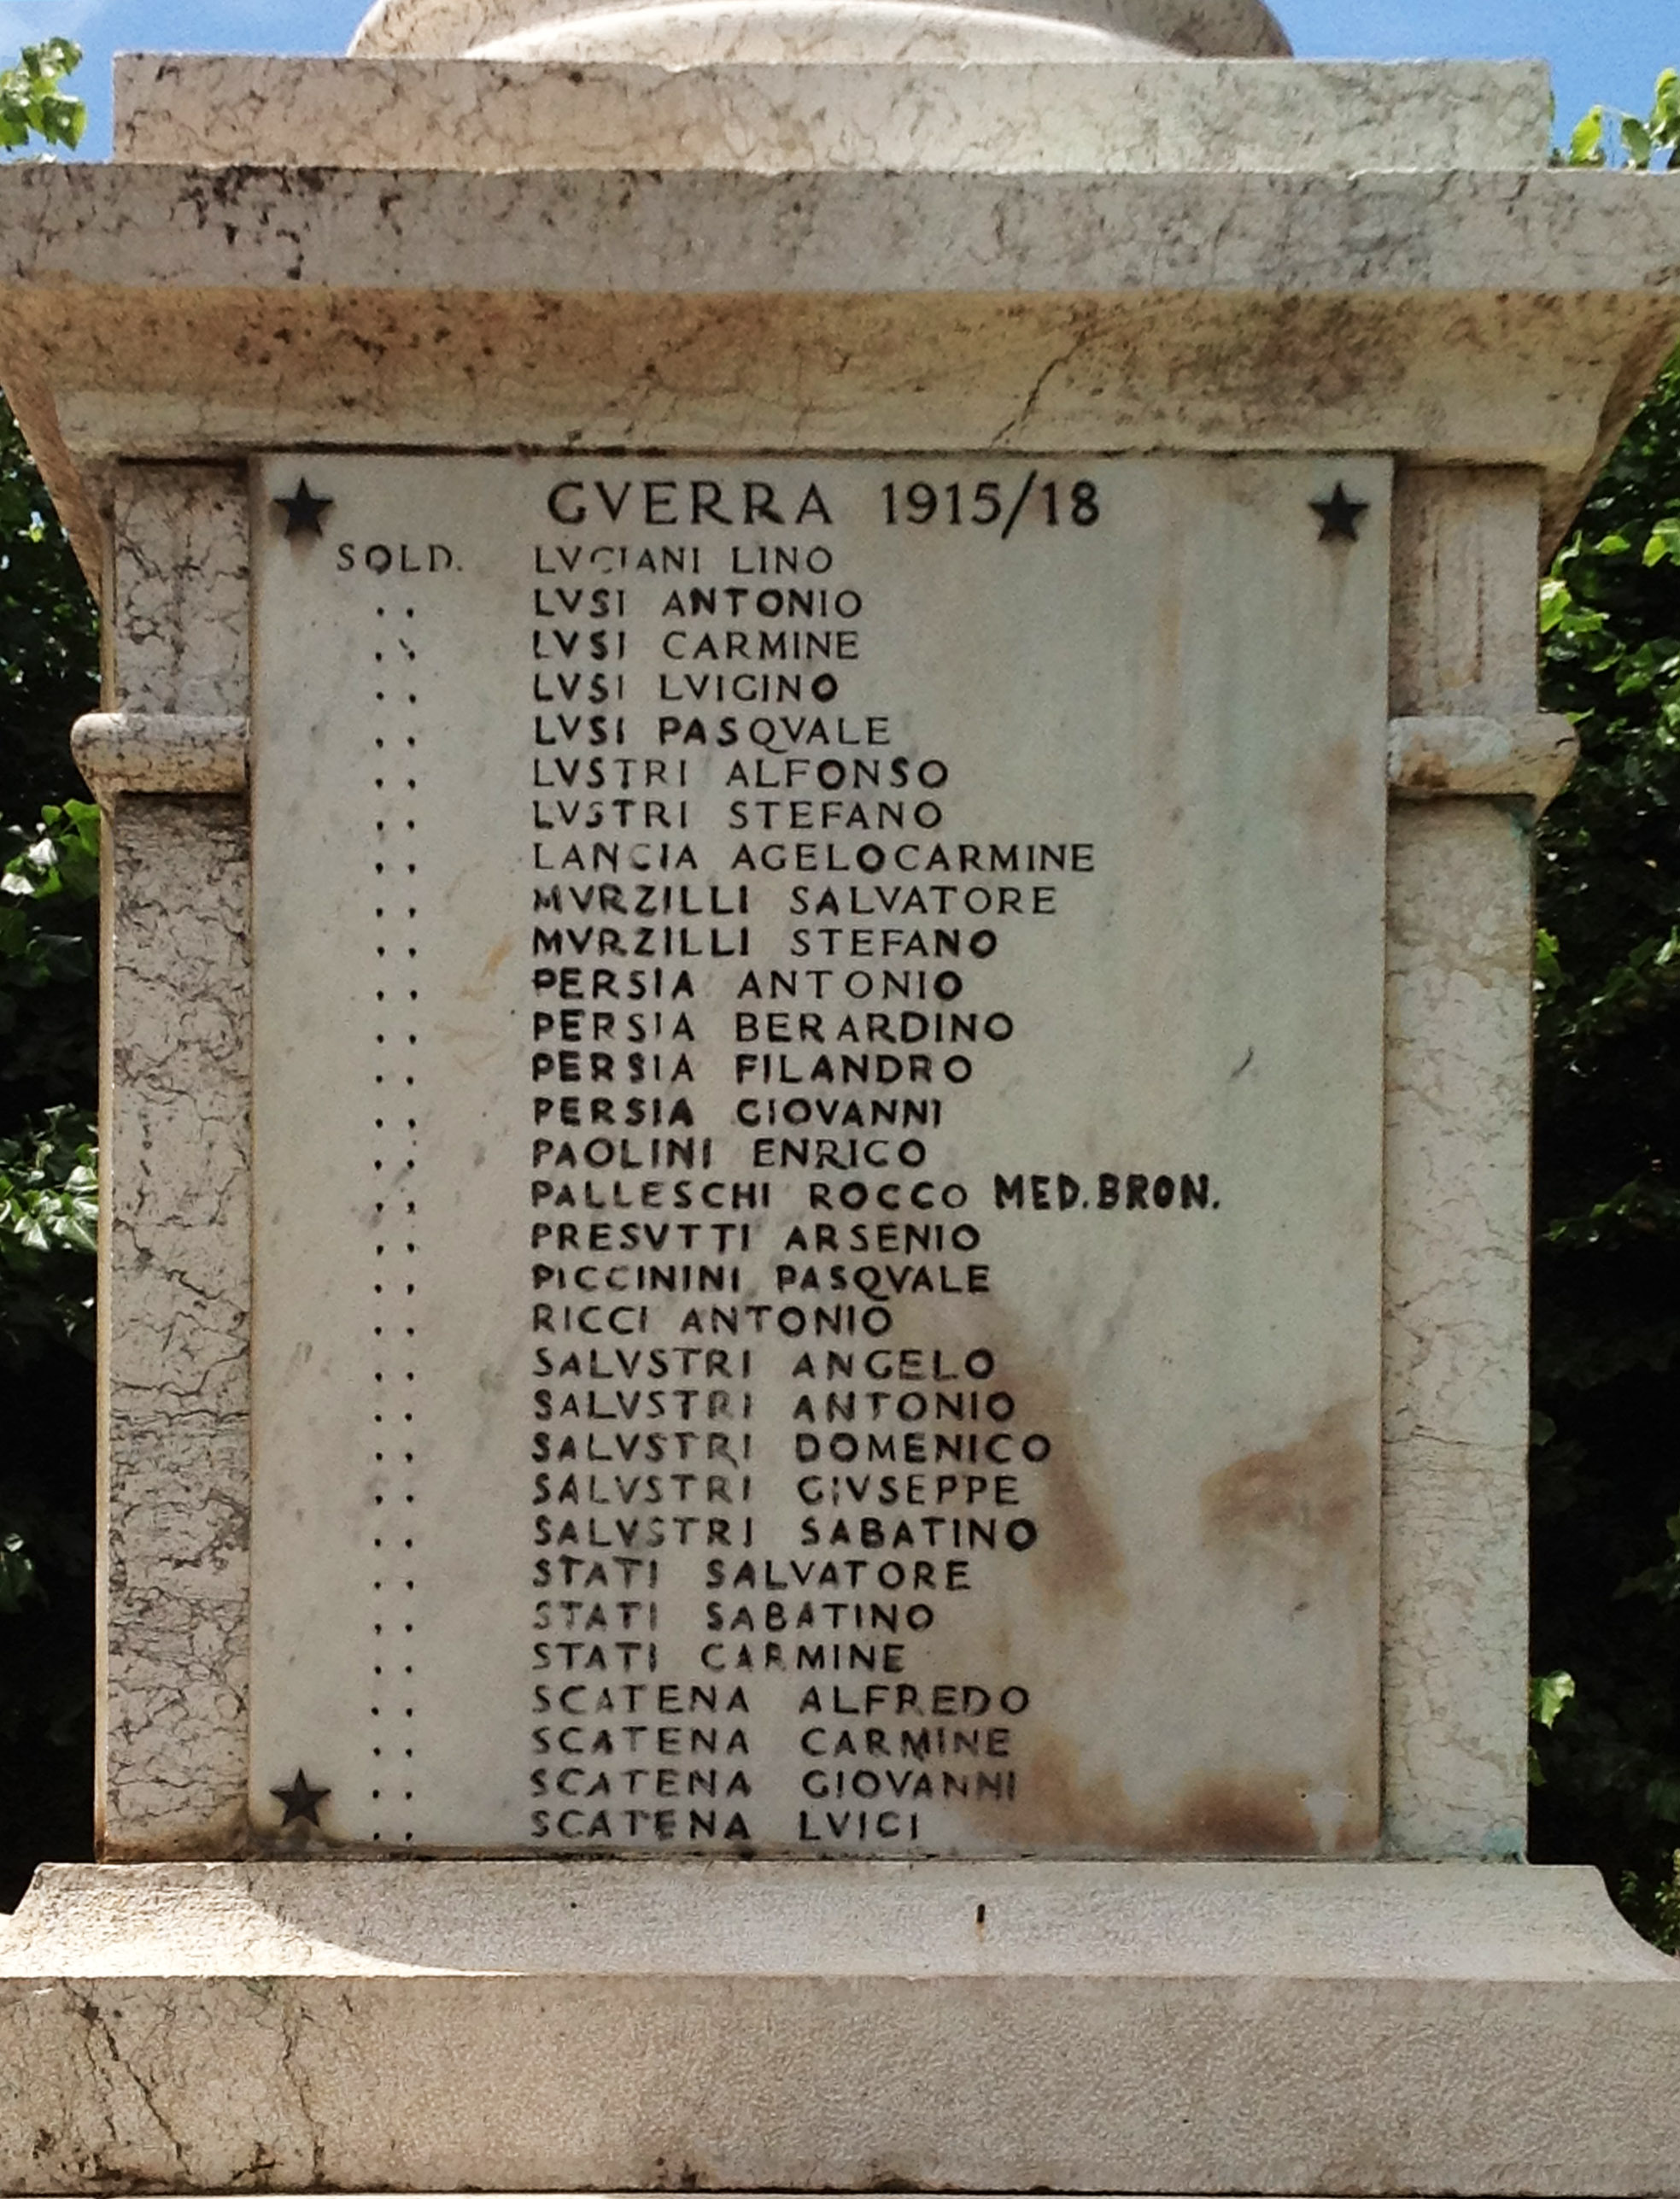 GVERRA 1915/18
SOLD. LVCIANI LINO
.. LVSI ANTONIO
.. LVSI CARMINE
.. LVSI LVIGINO
.. LVSI PASQVALE
.. LVSTRI ALFONSO
.. LVSTRI STEFANO
.. LANCIA AGELOCARMINE
.. MVRZILLI SALVATORE
.. MVRZILLI STEFANO
.. PERSIA ANTONIO
.. PERSIA BERARDINO
.. PERSIA FILANDRO
.. PERSIA GIOVANNI
.. PAOLINI ENRICO
.. PALLESCHI ROCCO MED.BRON.
.. PRESVTTI ARSENIO
.. PICCININI PASQVALE
.. RICCI ANTONIO
.. SALVSTRI ANGELO
.. SALVSTRI ANTONIO
.. SALVSTRI DOMENICO
.. SALVSTRI GIVSEPPE
.. SALVSTRI SABATINO
.. STATI SALVATORE
.. STATI SABATINO
.. STATI CARMINE
.. SCATENA ALFREDO
.. SCATENA CARMINE
.. SCATENA GIOVANNI
.. SCATENA LVIGI